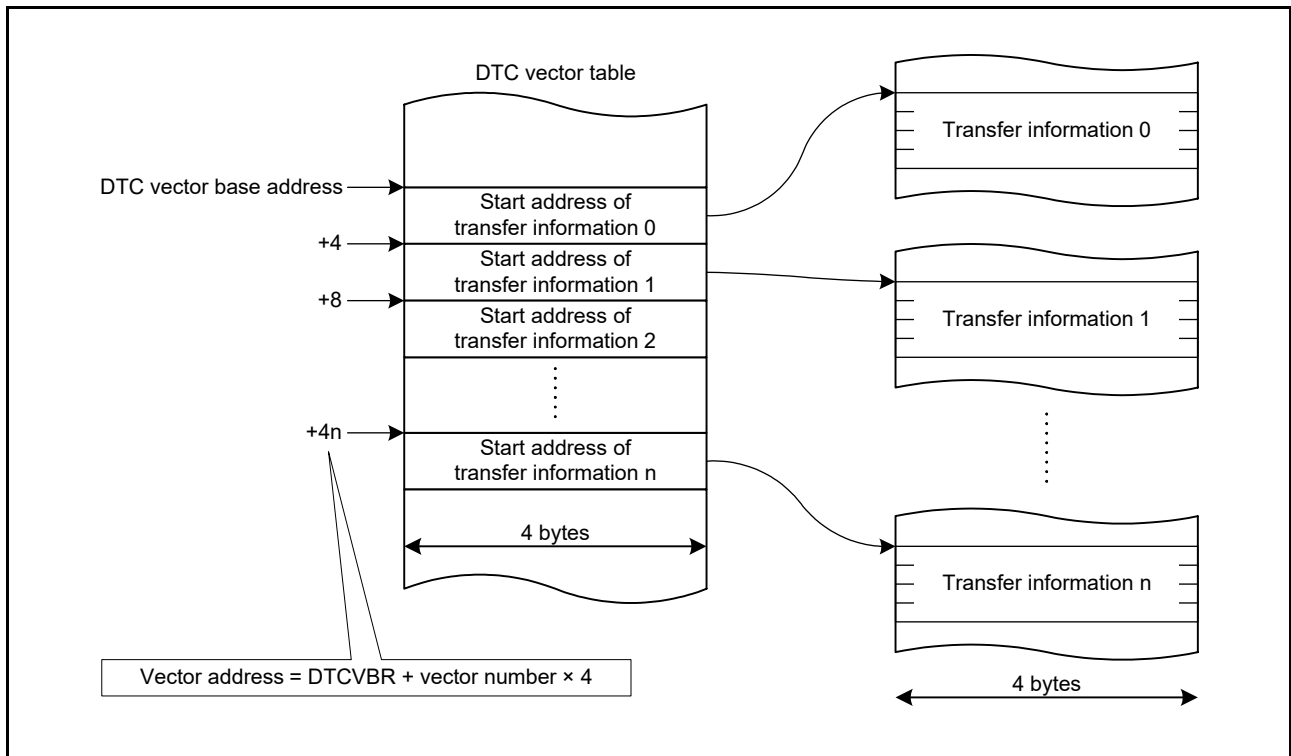 DTC vector table
DTC vector base address
Start address of
transfer information 0
+4
Start address of
transfer information 1
+8
Start address of
transfer information 2
+4n
Start address of
transfer information n
4 bytes
Vector address = DTCVBR + vector number × 4
Transfer information 0
Transfer information 1
Transfer information n
4 bytes